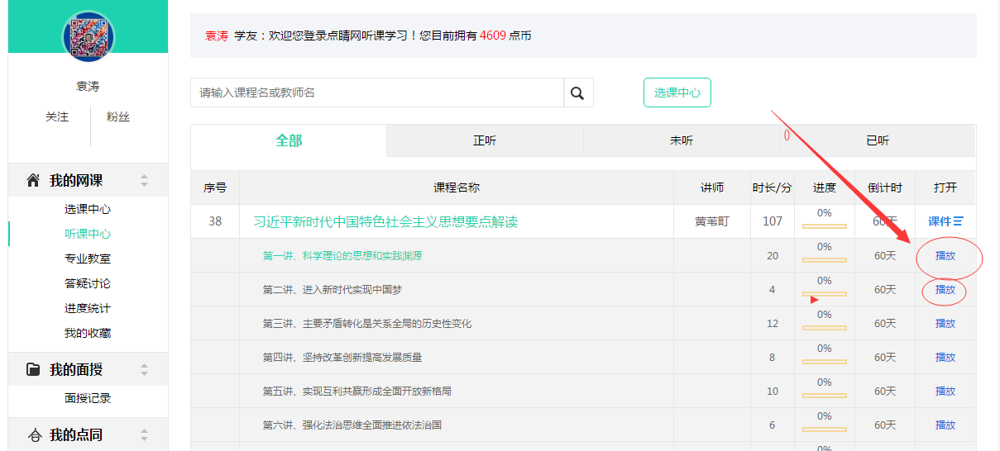 袁涛
关注 粉丝
我的网课
选课中心
听课中心
专业教室
答疑讨论
进度统计
我的收藏
我的面授
面授记录
我的点同
袁涛 学友：欢迎您登录点睛网听课学习！您目前拥有 4609 点币
请输入课程名或教师名 选课中心
全部 正听 未听 已听
序号 课程名称 讲师 时长/分 进度 倒计时 打开
38 习近平新时代中国特色社会主义思想要点解读 黄苇町 107 0% 60天 课件
第一讲、科学理论的思想和实践渊源 20 0% 60天 播放
第二讲、进入新时代实现中国梦 4 0% 60天 播放
第三讲、主要矛盾转化是关系全局的历史性变化 12 0% 60天 播放
第四讲、坚持改革创新提高发展质量 8 0% 60天 播放
第五讲、实现互利共赢形成全面开放新格局 10 0% 60天 播放
第六讲、强化法治思维全面推进依法治国 6 0% 60天 播放
0%